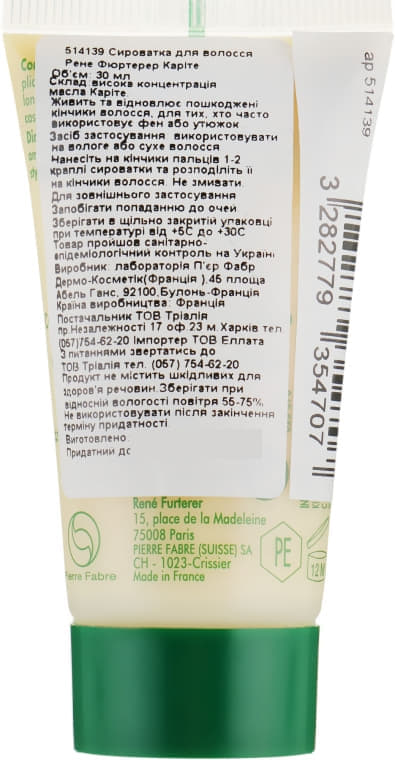 514139 Сироватка для волосся
Рене Фюртерер Каріте
Об'єм: 30 мл
Склад висока концентрація
масла Каріте.
Живить та відновлює пошкоджені
кінчики волосся, для тих, хто часто
використовує фен або утюжок
Засіб застосування використовувати
на вологе або сухе волосся
Нанесіть на кінчики пальців 1-2
краплі сироватки та розподіліть її
на кінчики волосся. Не змивати.
Для зовнішнього застосування
Запобігати попаданню до очей
Зберігати в щільно закритій упаковці
при температурі від +5С до +30С
Товар пройшов санітарно-
епідеміологічний контроль на Україні
Виробник: лабораторія П'єр Фабр
Дермо-Косметік(Франція ).45 площа
Абель Ганс, 92100,Булонь-Франція
Країна виробництва: Франція
Постачальник ТОВ Тріалія
пр.Незалежності 17 оф 23 м.Харків тел.
(057)754-62-20 Імпортер ТОВ Еллата
З питаннями звертатись до
ТОВ Тріалія тел. (057) 754-62-20
Продукт не містить шкідливих для
здоров'я речовин.Зберігати при
відносній вологості повітря 55-75%.
Не використовувати після закінчення
терміну придатності.
Виготовлено
Придатний до
ар 514139
3 282779 354707
René Furterer
15, place de la Madeleine
75008 Paris
PIERRE FABRE (SUISSE) SA
CH - 1023-Crissier
Made in France
Pierre Fabre
PE
12 M